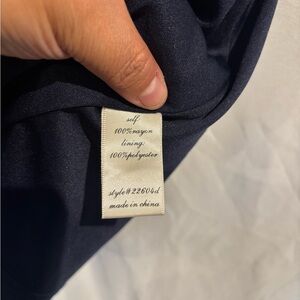 self
100%rayon
lining:
100%polyester
style#22604d
made in china